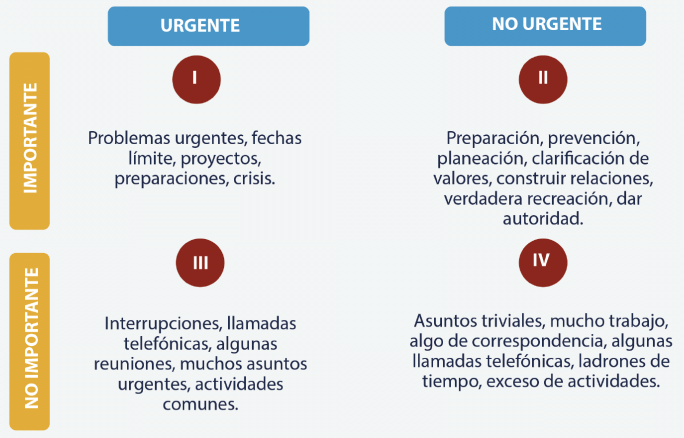 URGENTE
NO URGENTE
IMPORTANTE
I
Problemas urgentes, fechas
límite, proyectos,
preparaciones, crisis.
II
Preparación, prevención,
planeación, clarificación de
valores, construir relaciones,
verdadera recreación, dar
autoridad.
NO IMPORTANTE
III
Interrupciones, llamadas
telefónicas, algunas
reuniones, muchos asuntos
urgentes, actividades
comunes.
IV
Asuntos triviales, mucho trabajo,
algo de correspondencia, algunas
llamadas telefónicas, ladrones de
tiempo, exceso de actividades.